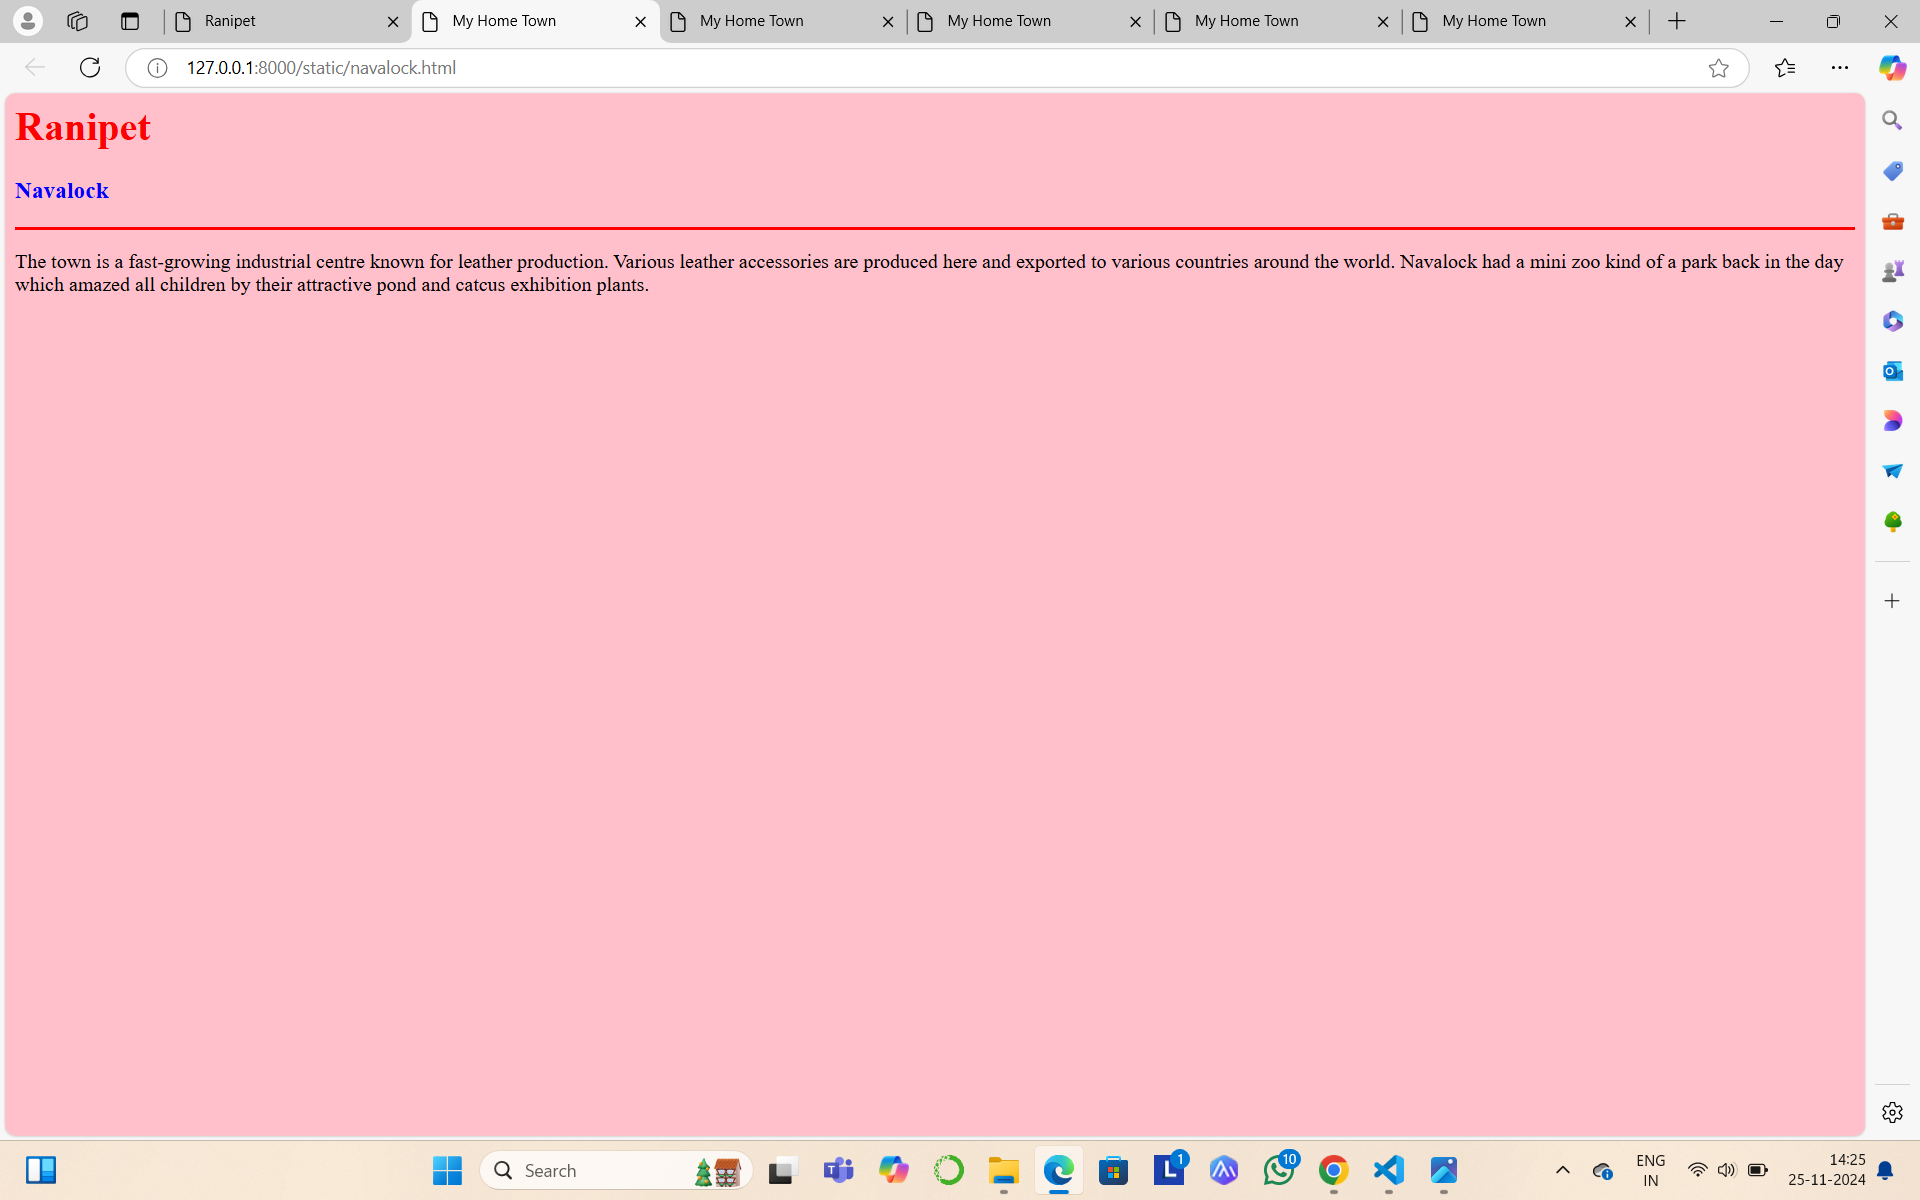 Ranipet
My Home Town
My Home Town
My Home Town
My Home Town
My Home Town
127.0.0.1:8000/static/navalock.html
Ranipet
Navalock
The town is a fast-growing industrial centre known for leather production. Various leather accessories are produced here and exported to various countries around the world. Navalock had a mini zoo kind of a park back in the day
which amazed all children by their attractive pond and catcus exhibition plants.
Search
1
10
ENG
IN
14:25
25-11-2024